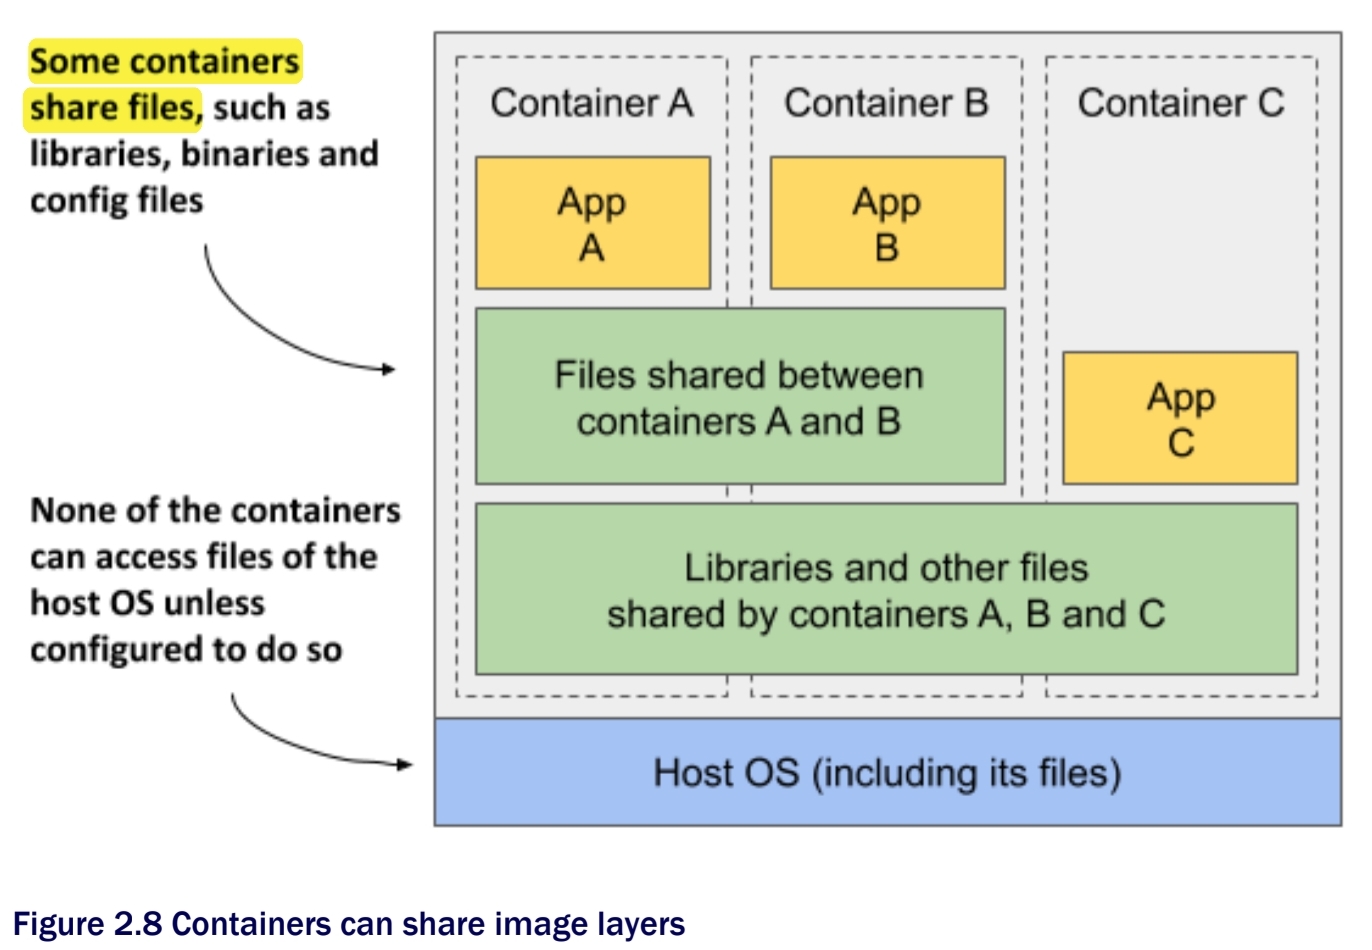 Some containers
share files, such as
libraries, binaries and
config files
None of the containers
can access files of the
host OS unless
configured to do so
Container A
Container B
Container C
App
A
App
B
Files shared between
containers A and B
App
C
Libraries and other files
shared by containers A, B and C
Host OS (including its files)
Figure 2.8 Containers can share image layers